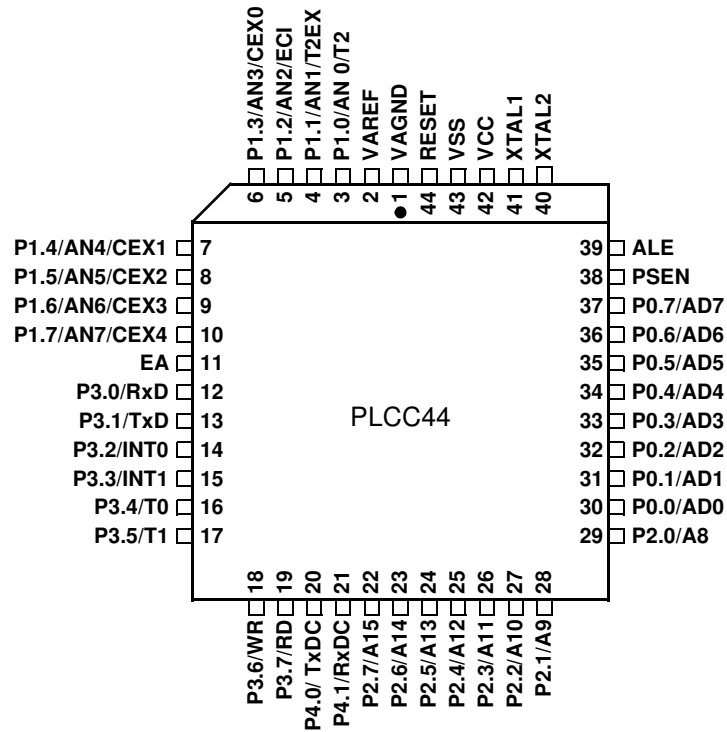 P1.3/AN3/CEX0
P1.2/AN2/ECI
P1.1/AN1/T2EX
P1.0/AN 0/T2
VAREF
VAGND
RESET
VSS
VCC
XTAL1
XTAL2
6
5
4
3
2
1
44
43
42
41
40
P1.4/AN4/CEX1 7
P1.5/AN5/CEX2 8
P1.6/AN6/CEX3 9
P1.7/AN7/CEX4 10
EA 11
P3.0/RxD 12
P3.1/TxD 13
P3.2/INT0 14
P3.3/INT1 15
P3.4/T0 16
P3.5/T1 17
PLCC44
39 ALE
38 PSEN
37 P0.7/AD7
36 P0.6/AD6
35 P0.5/AD5
34 P0.4/AD4
33 P0.3/AD3
32 P0.2/AD2
31 P0.1/AD1
30 P0.0/AD0
29 P2.0/A8
18
19
20
21
22
23
24
25
26
27
28
P3.6/WR
P3.7/RD
P4.0/ TxDC
P4.1/RxDC
P2.7/A15
P2.6/A14
P2.5/A13
P2.4/A12
P2.3/A11
P2.2/A10
P2.1/A9